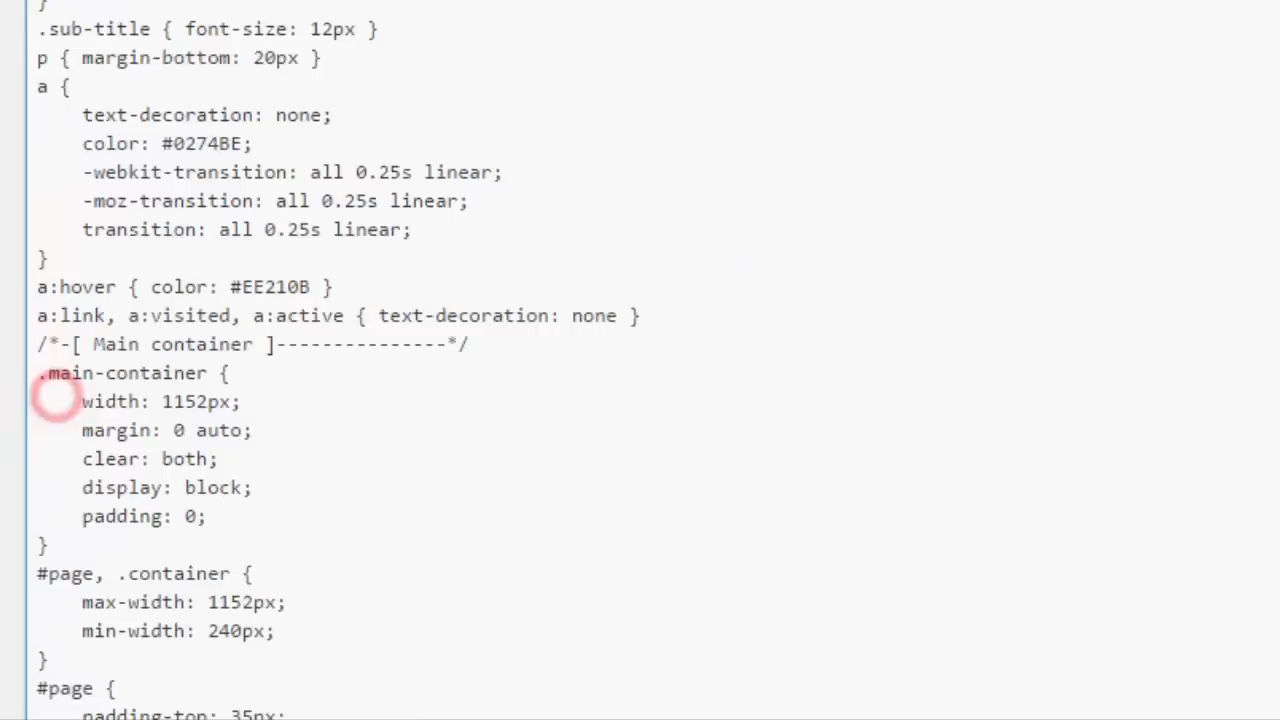 }
.sub-title { font-size: 12px }
p { margin-bottom: 20px }
a {
    text-decoration: none;
    color: #0274BE;
    -webkit-transition: all 0.25s linear;
    -moz-transition: all 0.25s linear;
    transition: all 0.25s linear;
}
a:hover { color: #EE210B }
a:link, a:visited, a:active { text-decoration: none }
/*-[ Main container ]---------------*/
.main-container {
    width: 1152px;
    margin: 0 auto;
    clear: both;
    display: block;
    padding: 0;
}
#page, .container {
    max-width: 1152px;
    min-width: 240px;
}
#page {
    padding-top: 35px;